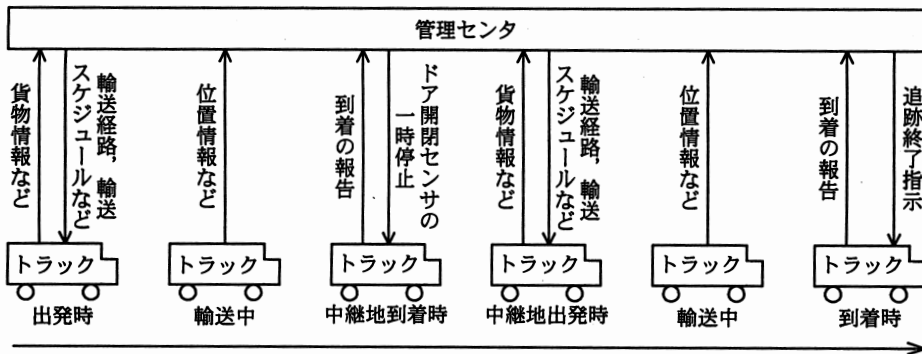 管理センタ
貨物情報など
輸送経路，輸送
スケジュールなど
位置情報など
到着の報告
ドア開閉センサの
一時停止
貨物情報など
輸送経路，輸送
スケジュールなど
位置情報など
到着の報告
追跡終了指示
トラック
トラック
トラック
トラック
トラック
トラック
出発時
輸送中
中継地到着時
中継地出発時
輸送中
到着時